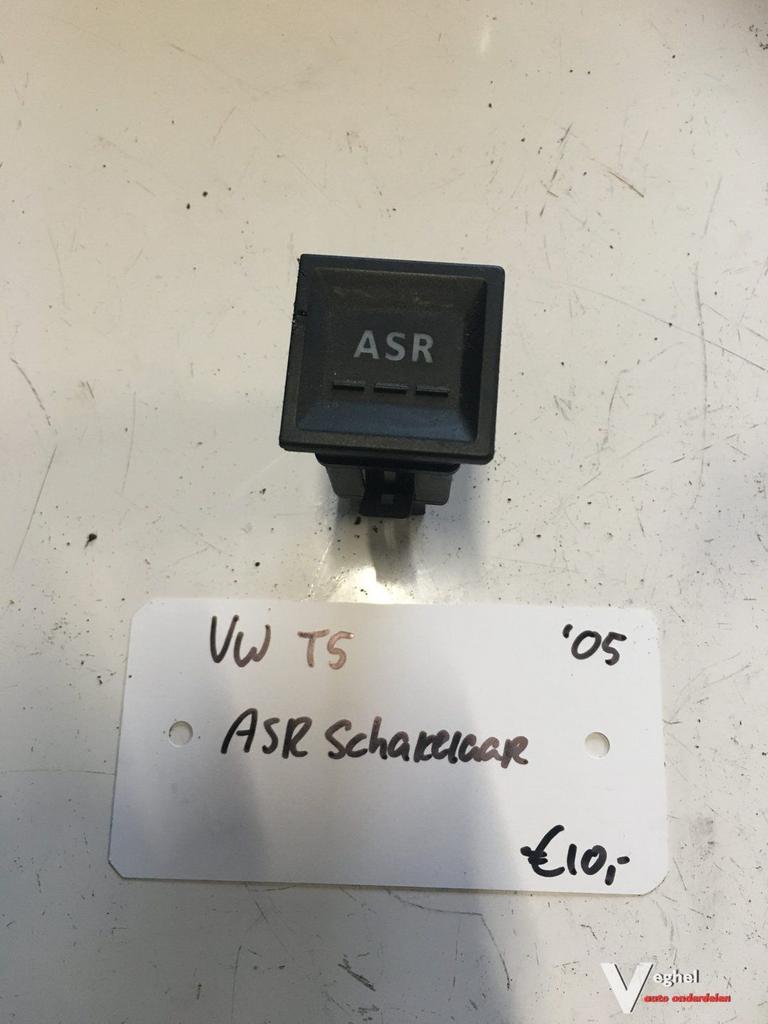 ASR
VW T5 '05
ASR Schakelaar
€10,-
Veghel
auto onderdelen